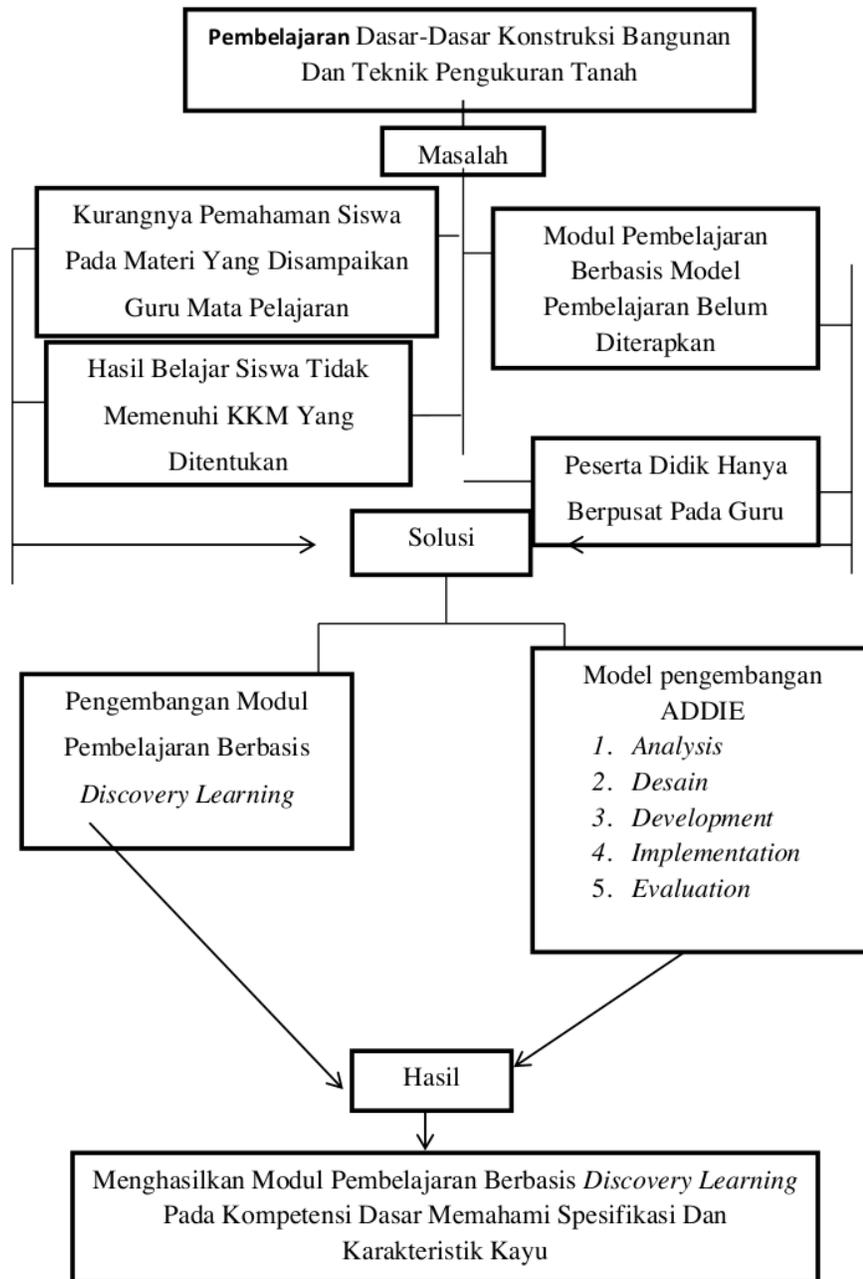 Pembelajaran Dasar-Dasar Konstruksi Bangunan
Dan Teknik Pengukuran Tanah
Masalah
Kurangnya Pemahaman Siswa
Pada Materi Yang Disampaikan
Guru Mata Pelajaran
Modul Pembelajaran
Berbasis Model
Pembelajaran Belum
Diterapkan
Hasil Belajar Siswa Tidak
Memenuhi KKM Yang
Ditentukan
Peserta Didik Hanya
Berpusat Pada Guru
Solusi
Pengembangan Modul
Pembelajaran Berbasis
Discovery Learning
Model pengembangan
ADDIE
1. Analysis
2. Desain
3. Development
4. Implementation
5. Evaluation
Hasil
Menghasilkan Modul Pembelajaran Berbasis Discovery Learning
Pada Kompetensi Dasar Memahami Spesifikasi Dan
Karakteristik Kayu